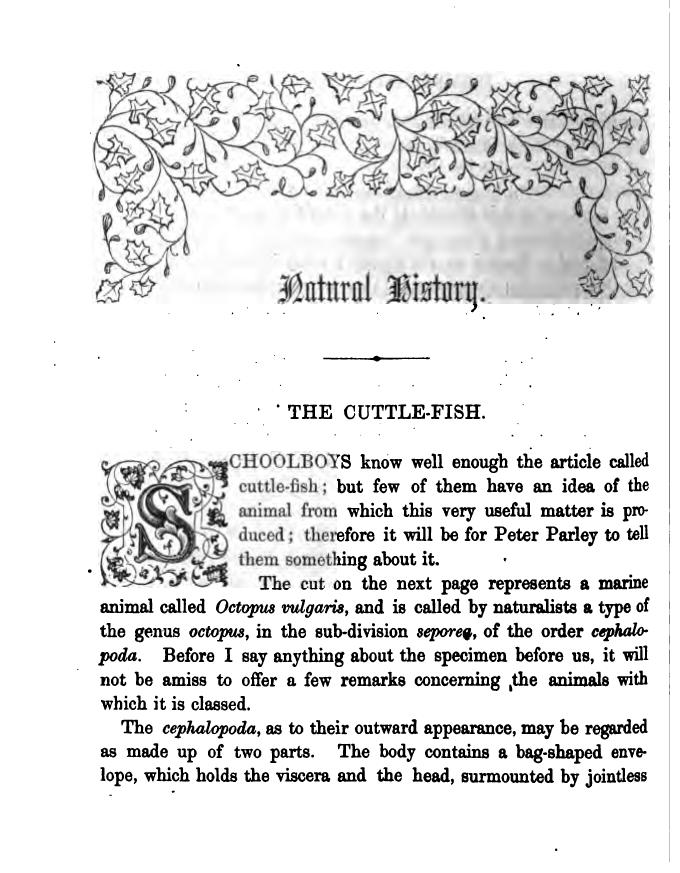 Natural History.
THE CUTTLE-FISH.
SCHOOLBOYS know well enough the article called
cuttle-fish; but few of them have an idea of the
animal from which this very useful matter is pro-
duced; therefore it will be for Peter Parley to tell
them something about it.
The cut on the next page represents a marine
animal called Octopus vulgaris, and is called by naturalists a type of
the genus octopus, in the sub-division seporeæ, of the order cephalo-
poda. Before I say anything about the specimen before us, it will
not be amiss to offer a few remarks concerning the animals with
which it is classed.
The cephalopoda, as to their outward appearance, may be regarded
as made up of two parts. The body contains a bag-shaped enve-
lope, which holds the viscera and the head, surmounted by jointless